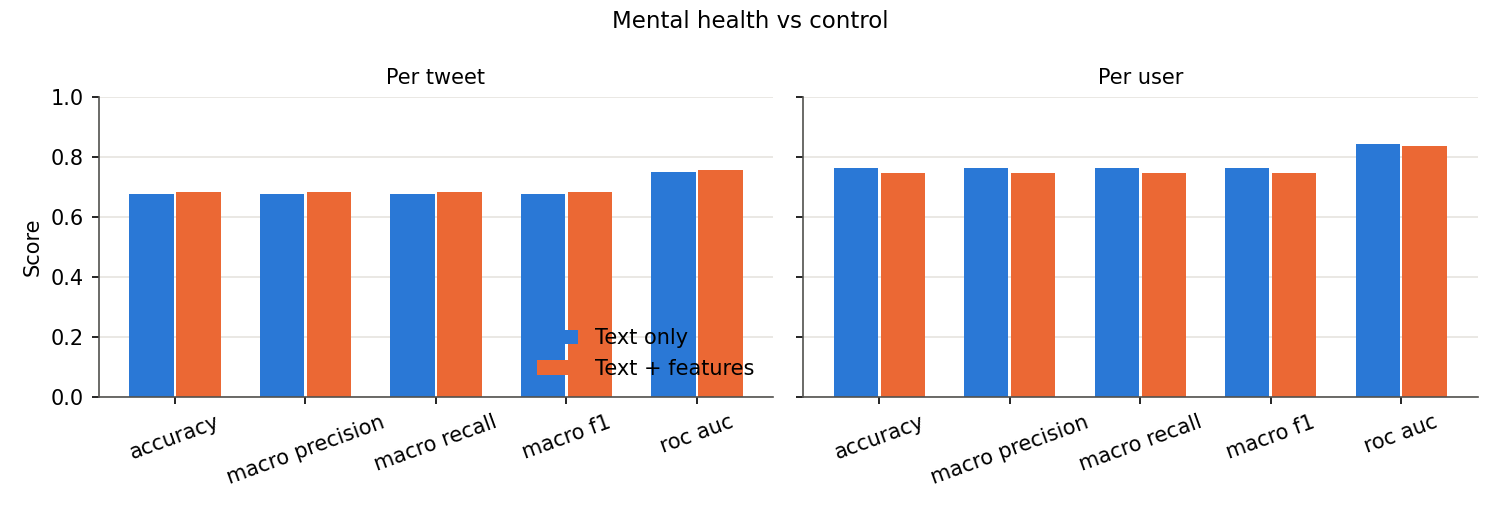 Mental health vs control
Per tweet
Per user
Score
1.0
0.8
0.6
0.4
0.2
0.0
Text only
Text + features
accuracy
macro precision
macro recall
macro f1
roc auc
accuracy
macro precision
macro recall
macro f1
roc auc